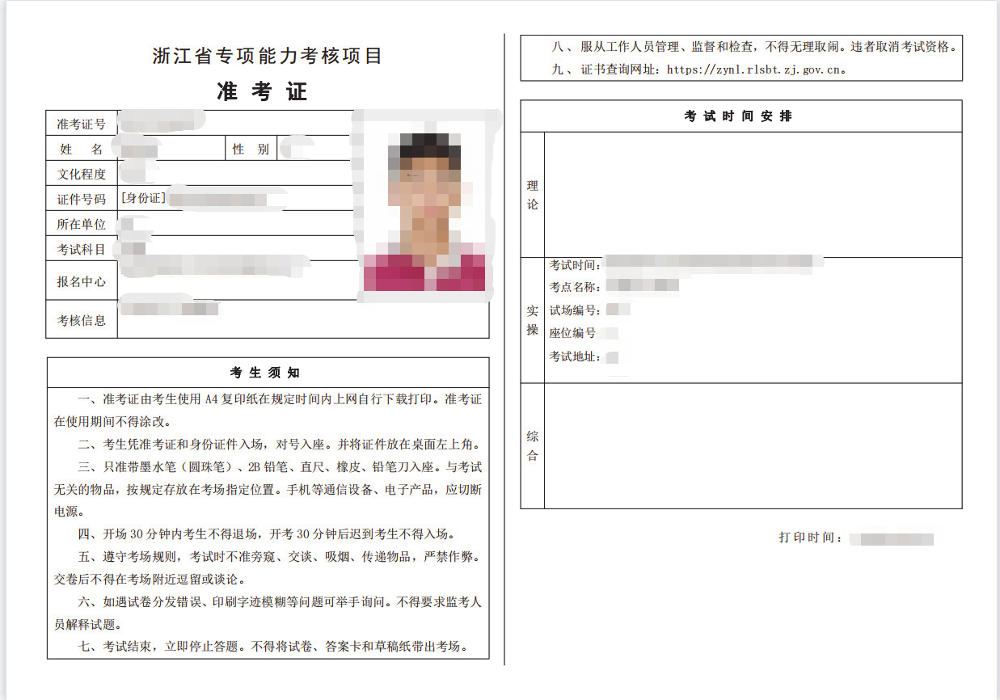 浙江省专项能力考核项目
准 考 证
准考证号
姓 名
性 别
文化程度
证件号码 [身份证]
所在单位
考试科目
报名中心
考核信息
考 生 须 知
一、准考证由考生使用 A4 复印纸在规定时间内上网自行下载打印。准考证
在使用期间不得涂改。
二、考生凭准考证和身份证件入场，对号入座。并将证件放在桌面左上角。
三、只准带墨水笔（圆珠笔）、2B 铅笔、直尺、橡皮、铅笔刀入座。与考试
无关的物品，按规定存放在考场指定位置。手机等通信设备、电子产品，应切断
电源。
四、开场 30 分钟内考生不得退场，开考 30 分钟后迟到考生不得入场。
五、遵守考场规则，考试时不准旁窥、交谈、吸烟、传递物品，严禁作弊。
交卷后不得在考场附近逗留或谈论。
六、如遇试卷分发错误、印刷字迹模糊等问题可举手询问。不得要求监考人
员解释试题。
七、考试结束，立即停止答题。不得将试卷、答案卡和草稿纸带出考场。
八 、 服从工作人员管理、监督和检查，不得无理取闹。违者取消考试资格。
九 、 证书查询网址：https://zynl.rlsbt.zj.gov.cn。
考 试 时 间 安 排
理
论
实
操
考试时间：
考点名称：
试场编号：
座位编号
考试地址：
综
合
打印时间：